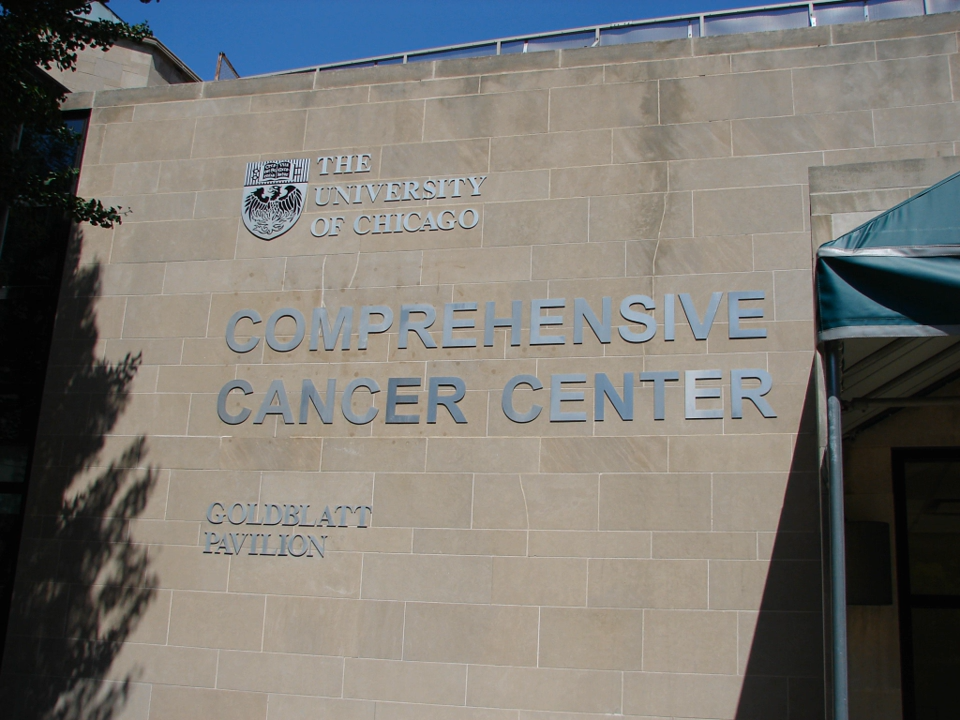 THE
UNIVERSITY
OF CHICAGO
COMPREHENSIVE
CANCER CENTER
GOLDBLATT
PAVILION